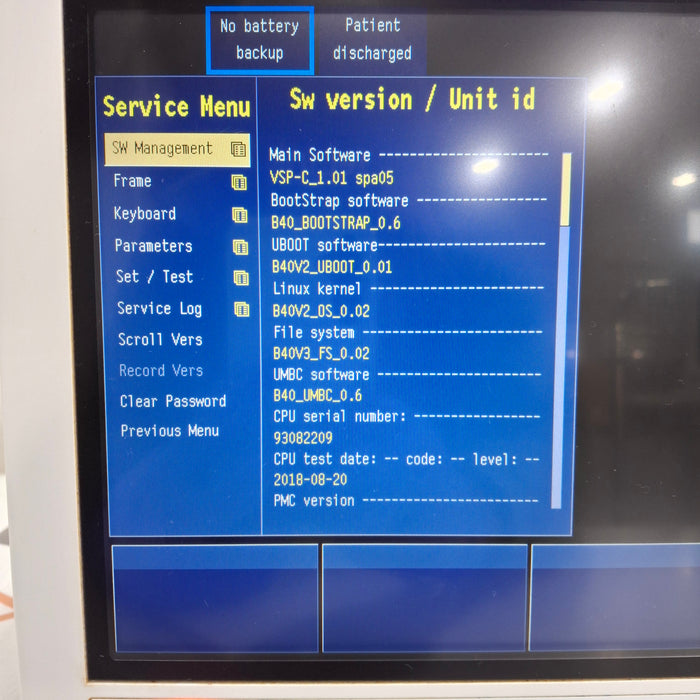 No battery
backup
Patient
discharged
Service Menu
SW Management
Frame
Keyboard
Parameters
Set / Test
Service Log
Scroll Vers
Record Vers
Clear Password
Previous Menu
Sw version / Unit id
Main Software --------------------
VSP-C_1.01 spa05
BootStrap software ---------------
B40_BOOTSTRAP_0.6
UBOOT software--------------------
B40V2_UBOOT_0.01
Linux kernel ---------------------
B40V2_OS_0.02
File system ----------------------
B40V3_FS_0.02
UMBC software --------------------
B40_UMBC_0.6
CPU serial number: ---------------
93082209
CPU test date: -- code: -- level: --
2018-08-20
PMC version ----------------------